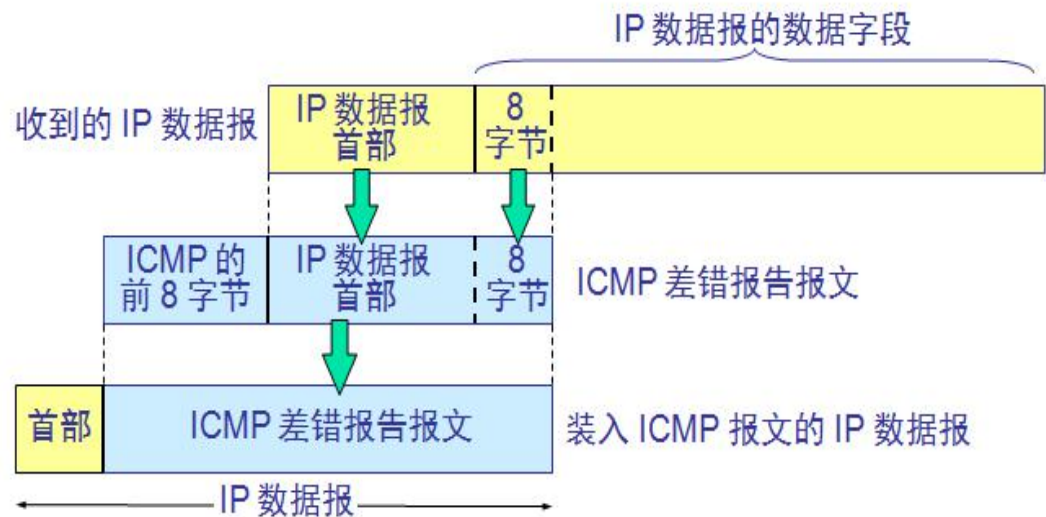 IP 数据报的数据字段
收到的 IP 数据报
IP 数据报
首部
8
字节
ICMP 的
前 8 字节
IP 数据报
首部
8
字节
ICMP 差错报告报文
首部
ICMP 差错报告报文
装入 ICMP 报文的 IP 数据报
IP 数据报